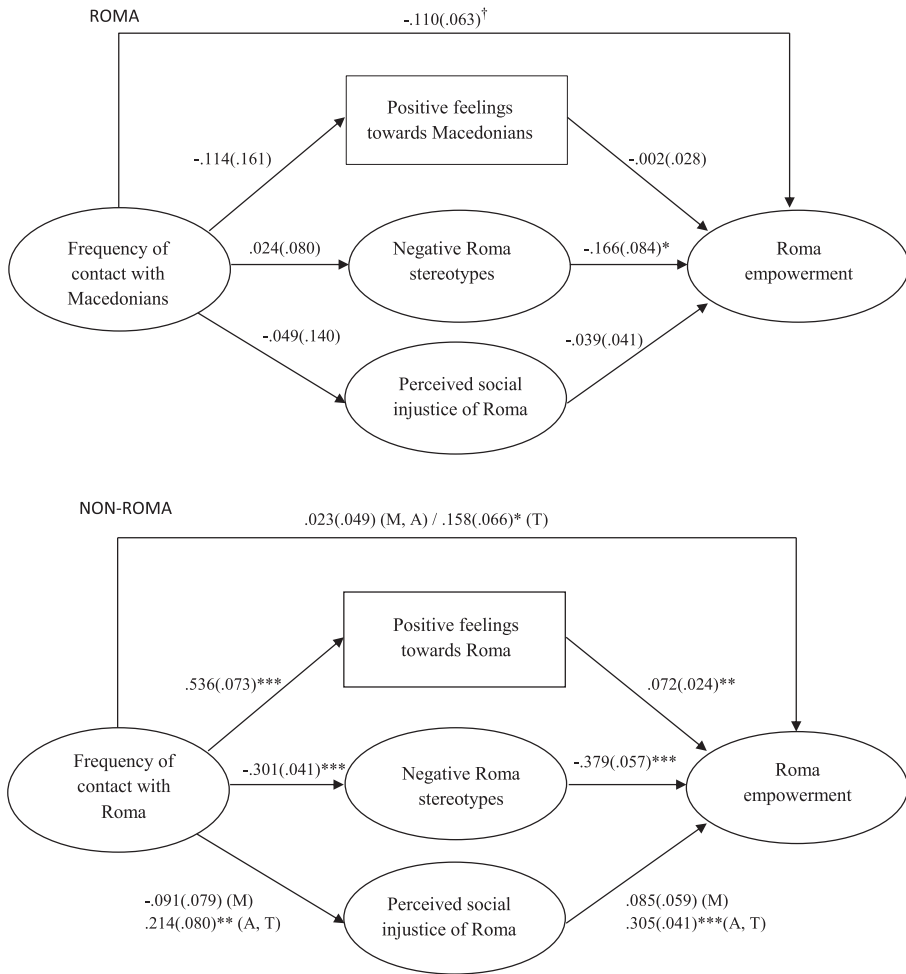 ROMA
-.110(.063)†
Positive feelings
towards Macedonians
-.114(.161)
-.002(.028)
Frequency of
contact with
Macedonians
.024(.080)
Negative Roma
stereotypes
-.166(.084)*
Roma
empowerment
-.049(.140)
-.039(.041)
Perceived social
injustice of Roma
NON-ROMA
.023(.049) (M, A) / .158(.066)* (T)
Positive feelings
towards Roma
.536(.073)***
.072(.024)**
Frequency of
contact with
Roma
-.301(.041)***
Negative Roma
stereotypes
-.379(.057)***
Roma
empowerment
-.091(.079) (M)
.214(.080)** (A, T)
Perceived social
injustice of Roma
.085(.059) (M)
.305(.041)***(A, T)